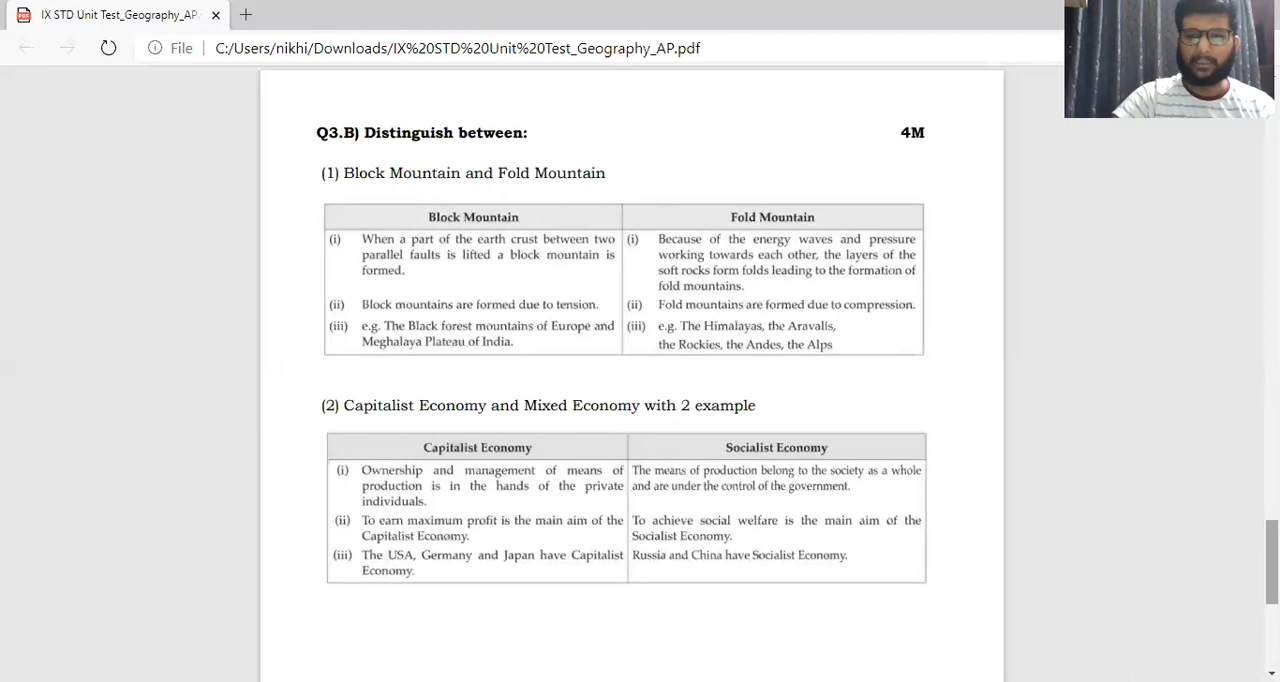 IX STD Unit Test_Geography_AP.
File
C:/Users/nikhi/Downloads/IX%20STD%20Unit%20Test_Geography_AP.pdf
Q3.B) Distinguish between: 4M
(1) Block Mountain and Fold Mountain
Block Mountain
(i) When a part of the earth crust between two
parallel faults is lifted a block mountain is
formed.
(ii) Block mountains are formed due to tension.
(iii) e.g. The Black forest mountains of Europe and
Meghalaya Plateau of India.
Fold Mountain
(i) Because of the energy waves and pressure
working towards each other, the layers of the
soft rocks form folds leading to the formation of
fold mountains.
(ii) Fold mountains are formed due to compression.
(iii) e.g. The Himalayas, the Aravalis,
the Rockies, the Andes, the Alps
(2) Capitalist Economy and Mixed Economy with 2 example
Capitalist Economy
(i) Ownership and management of means of
production is in the hands of the private
individuals.
(ii) To earn maximum profit is the main aim of the
Capitalist Economy.
(iii) The USA, Germany and Japan have Capitalist
Economy.
Socialist Economy
The means of production belong to the society as a whole
and are under the control of the government.
To achieve social welfare is the main aim of the
Socialist Economy.
Russia and China have Socialist Economy.